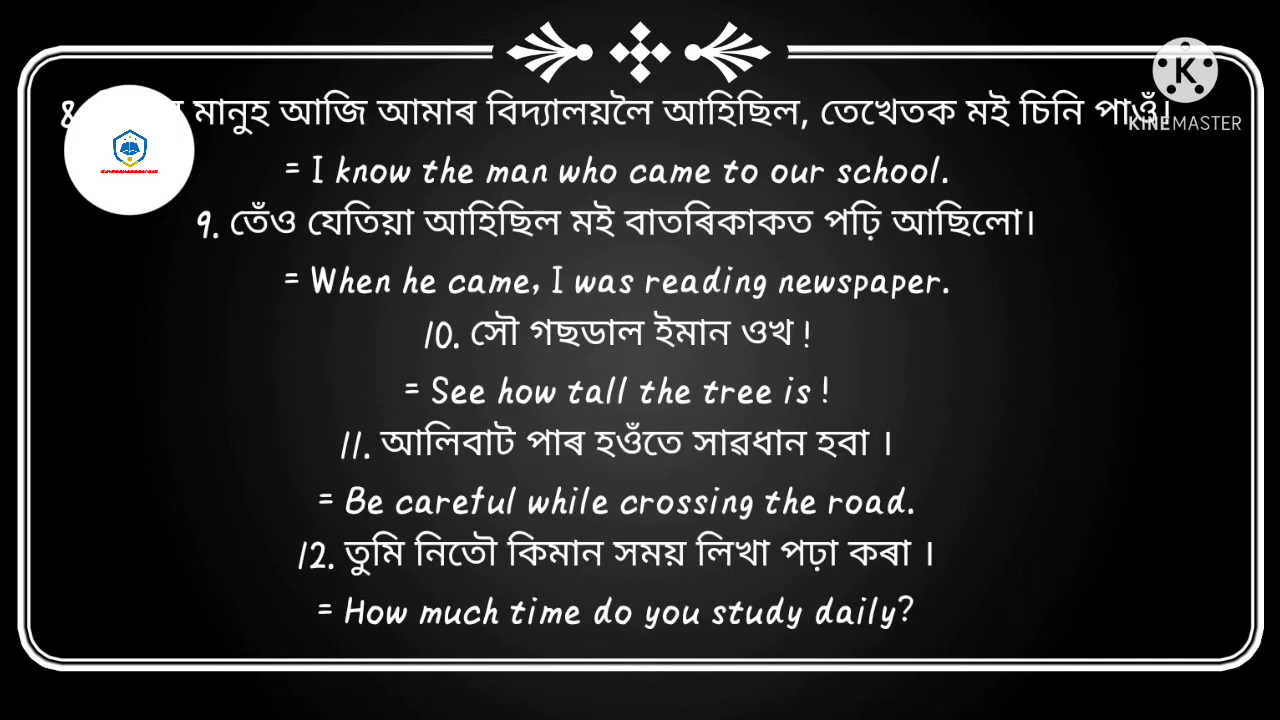 8. মানুহ আজি আমাৰ বিদ্যালয়লৈ আহিছিল, তেখেতক মই চিনি পাওঁ।
= I know the man who came to our school.
9. তেঁও যেতিয়া আহিছিল মই বাতৰিকাকত পঢ়ি আছিলো।
= When he came, I was reading newspaper.
10. সৌ গছডাল ইমান ওখ !
= See how tall the tree is !
11. আলিবাট পাৰ হওঁতে সাৱধান হবা ।
= Be careful while crossing the road.
12. তুমি নিতৌ কিমান সময় লিখা পঢ়া কৰা ।
= How much time do you study daily?
K
KINEMASTER